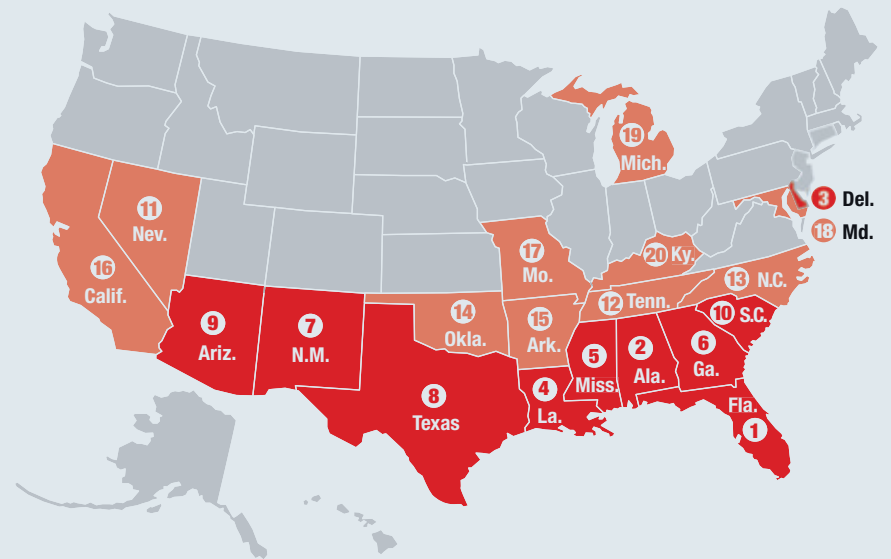 19
Mich.
3 Del.
18 Md.
11
Nev.
17
Mo.
20 Ky.
16
Calif.
13 N.C.
12 Tenn.
14
Okla.
15
Ark.
10 S.C.
9
Ariz.
7
N.M.
5
Miss.
2
Ala.
6
Ga.
8
Texas
4
La.
Fla.
1